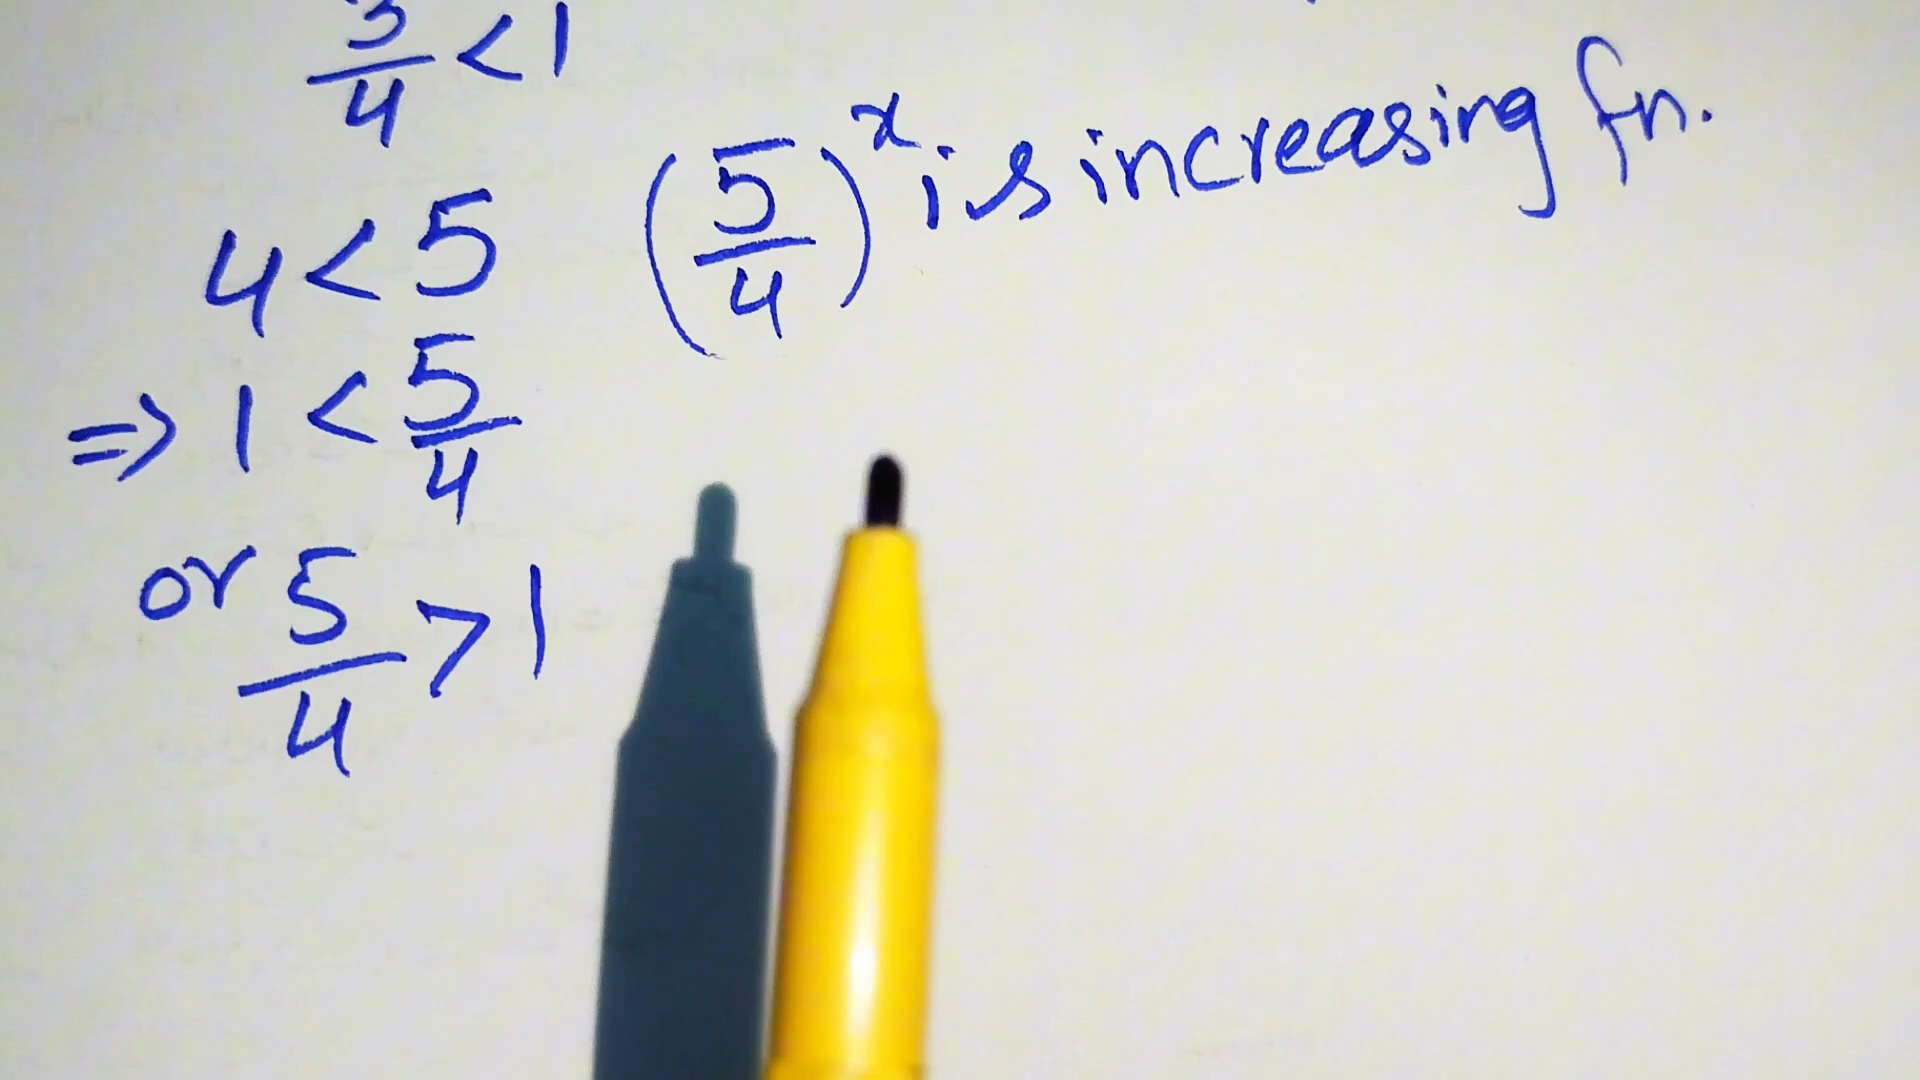 3/4 < 1
4 < 5
(5/4)^x is increasing fn.
=> 1 < 5/4
or 5/4 > 1